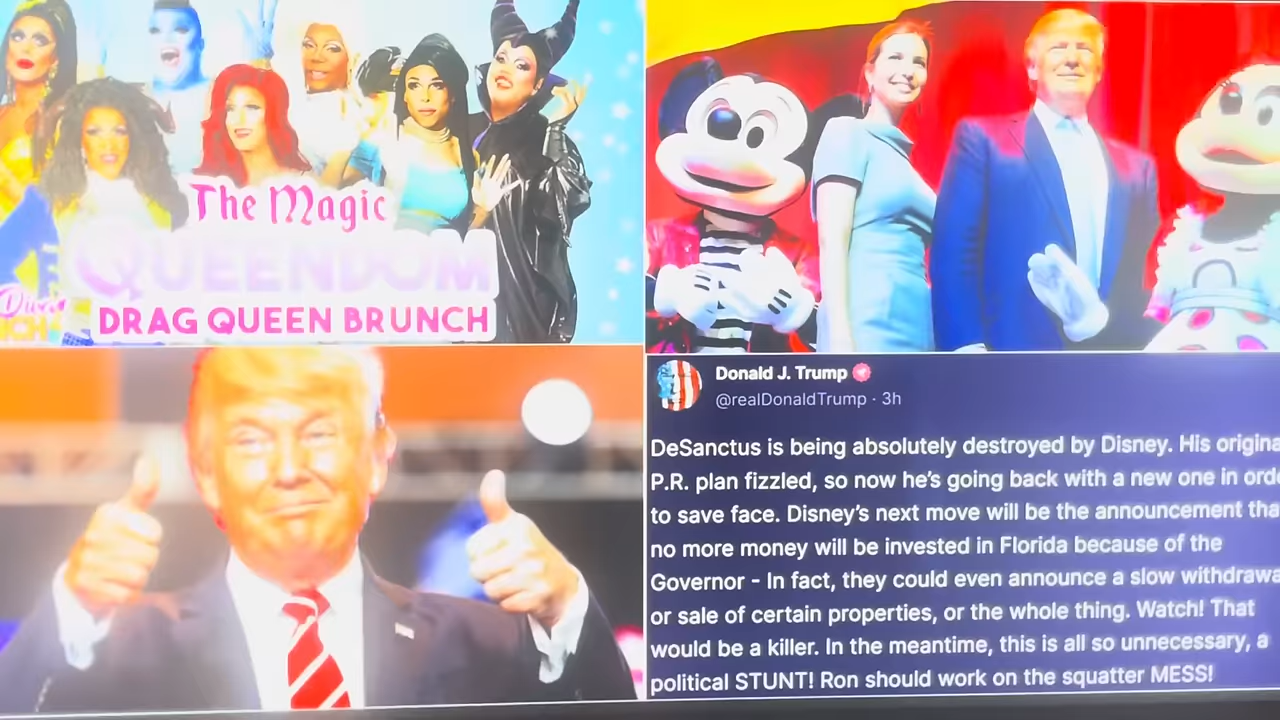 The Magic
QUEENDOM
DRAG QUEEN BRUNCH
Donald J. Trump
@realDonaldTrump · 3h
DeSanctus is being absolutely destroyed by Disney. His origina
P.R. plan fizzled, so now he's going back with a new one in orde
to save face. Disney's next move will be the announcement tha
no more money will be invested in Florida because of the
Governor - In fact, they could even announce a slow withdrawa
or sale of certain properties, or the whole thing. Watch! That
would be a killer. In the meantime, this is all so unnecessary, a
political STUNT! Ron should work on the squatter MESS!